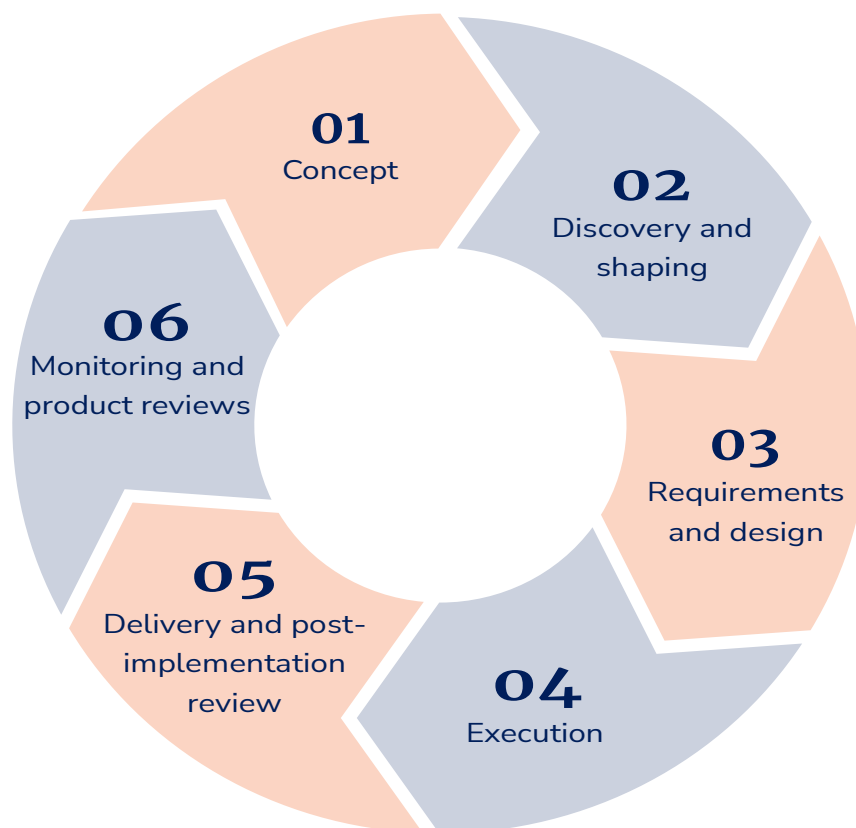 01
Concept
02
Discovery and
shaping
03
Requirements
and design
04
Execution
05
Delivery and post-
implementation
review
06
Monitoring and
product reviews